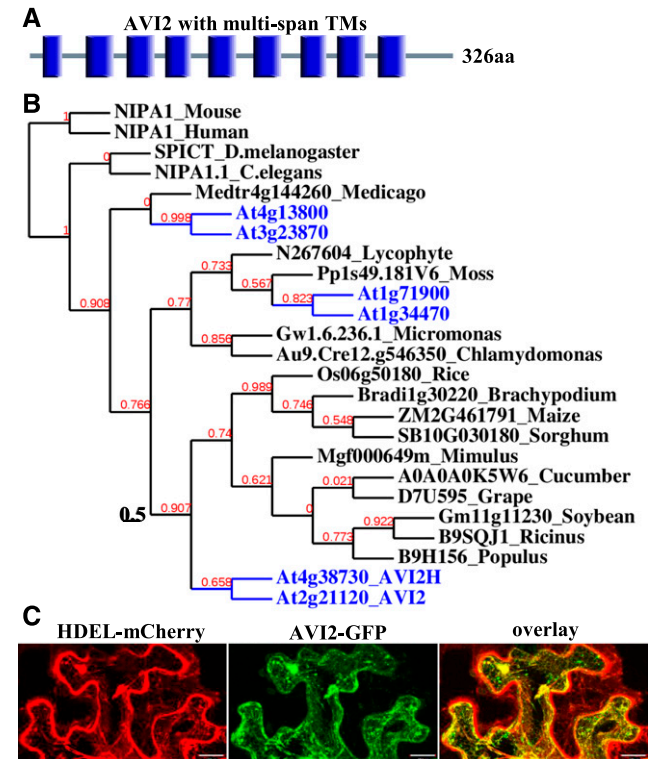 A
AVI2 with multi-span TMs
326aa
B
1
NIPA1_Mouse
NIPA1_Human
0
SPICT_D.melanogaster
NIPA1.1_C.elegans
1
0
Medtr4g144260_Medicago
0.998
At4g13800
At3g23870
0.908
0.733
N267604_Lycophyte
0.567
Pp1s49.181V6_Moss
0.823
At1g71900
At1g34470
0.77
0.856
Gw1.6.236.1_Micromonas
Au9.Cre12.g546350_Chlamydomonas
0.766
0.989
Os06g50180_Rice
0.746
Bradi1g30220_Brachypodium
0.548
ZM2G461791_Maize
SB10G030180_Sorghum
0.74
0.621
Mgf000649m_Mimulus
0.021
A0A0A0K5W6_Cucumber
D7U595_Grape
0
0.922
Gm11g11230_Soybean
B9SQJ1_Ricinus
0.773
B9H156_Populus
0.907
0.5
0.658
At4g38730_AVI2H
At2g21120_AVI2
C
HDEL-mCherry AVI2-GFP overlay